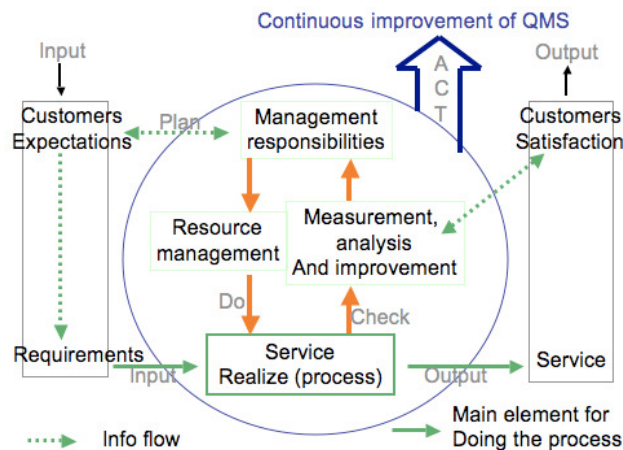 Continuous improvement of QMS
Input
Output
A
C
T
Customers
Expectations
Plan
Management
responsibilities
Customers
Satisfaction
Resource
management
Measurement,
analysis
And improvement
Do
Check
Requirements
Input
Service
Realize (process)
Output
Service
Info flow
Main element for
Doing the process